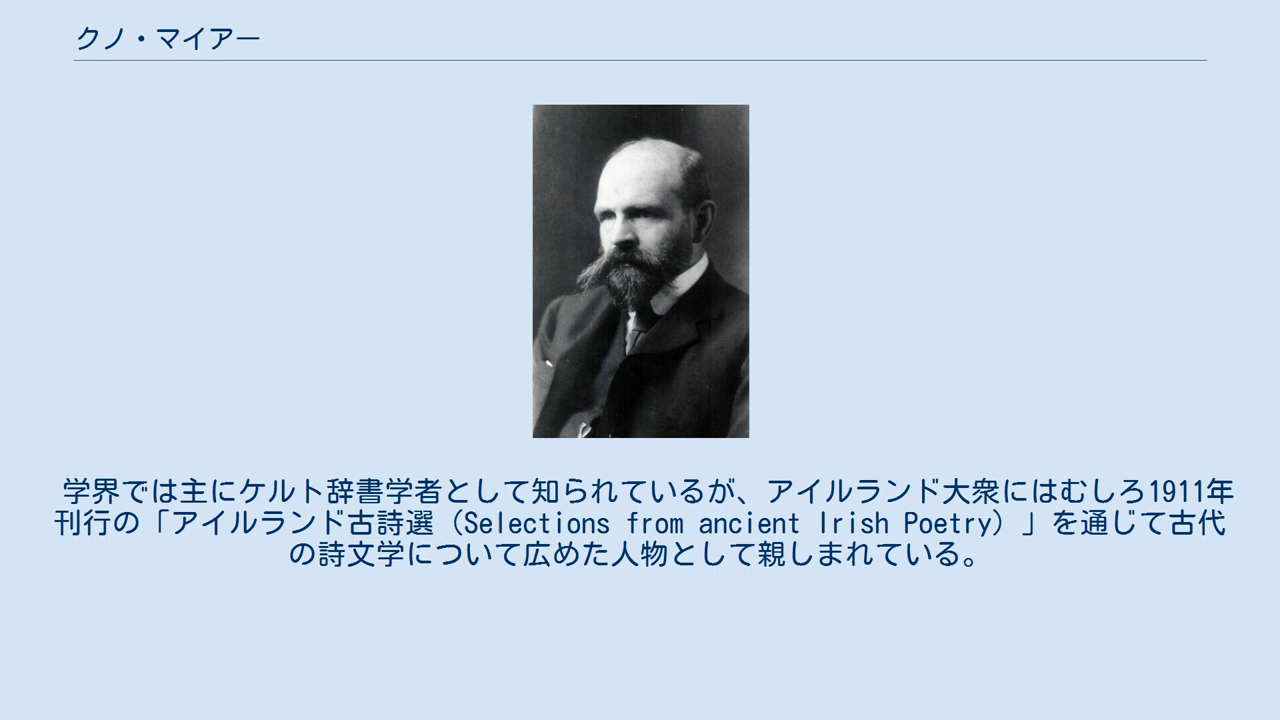 クノ・マイアー
学界では主にケルト辞書学者として知られているが、アイルランド大衆にはむしろ1911年
刊行の「アイルランド古詩選（Selections from ancient Irish Poetry）」を通じて古代
の詩文学について広めた人物として親しまれている。